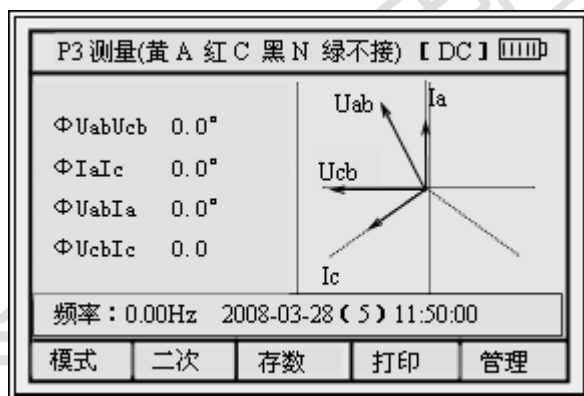 P3 测量(黄 A 红 C 黑 N 绿不接) 【 DC 】
Uab
Ia
ΦUabUcb 0.0°
ΦIaIc 0.0°
Ucb
ΦUabIa 0.0°
ΦUcbIc 0.0
Ic
频率：0.00Hz 2008-03-28（5）11:50:00
模式 二次 存数 打印 管理